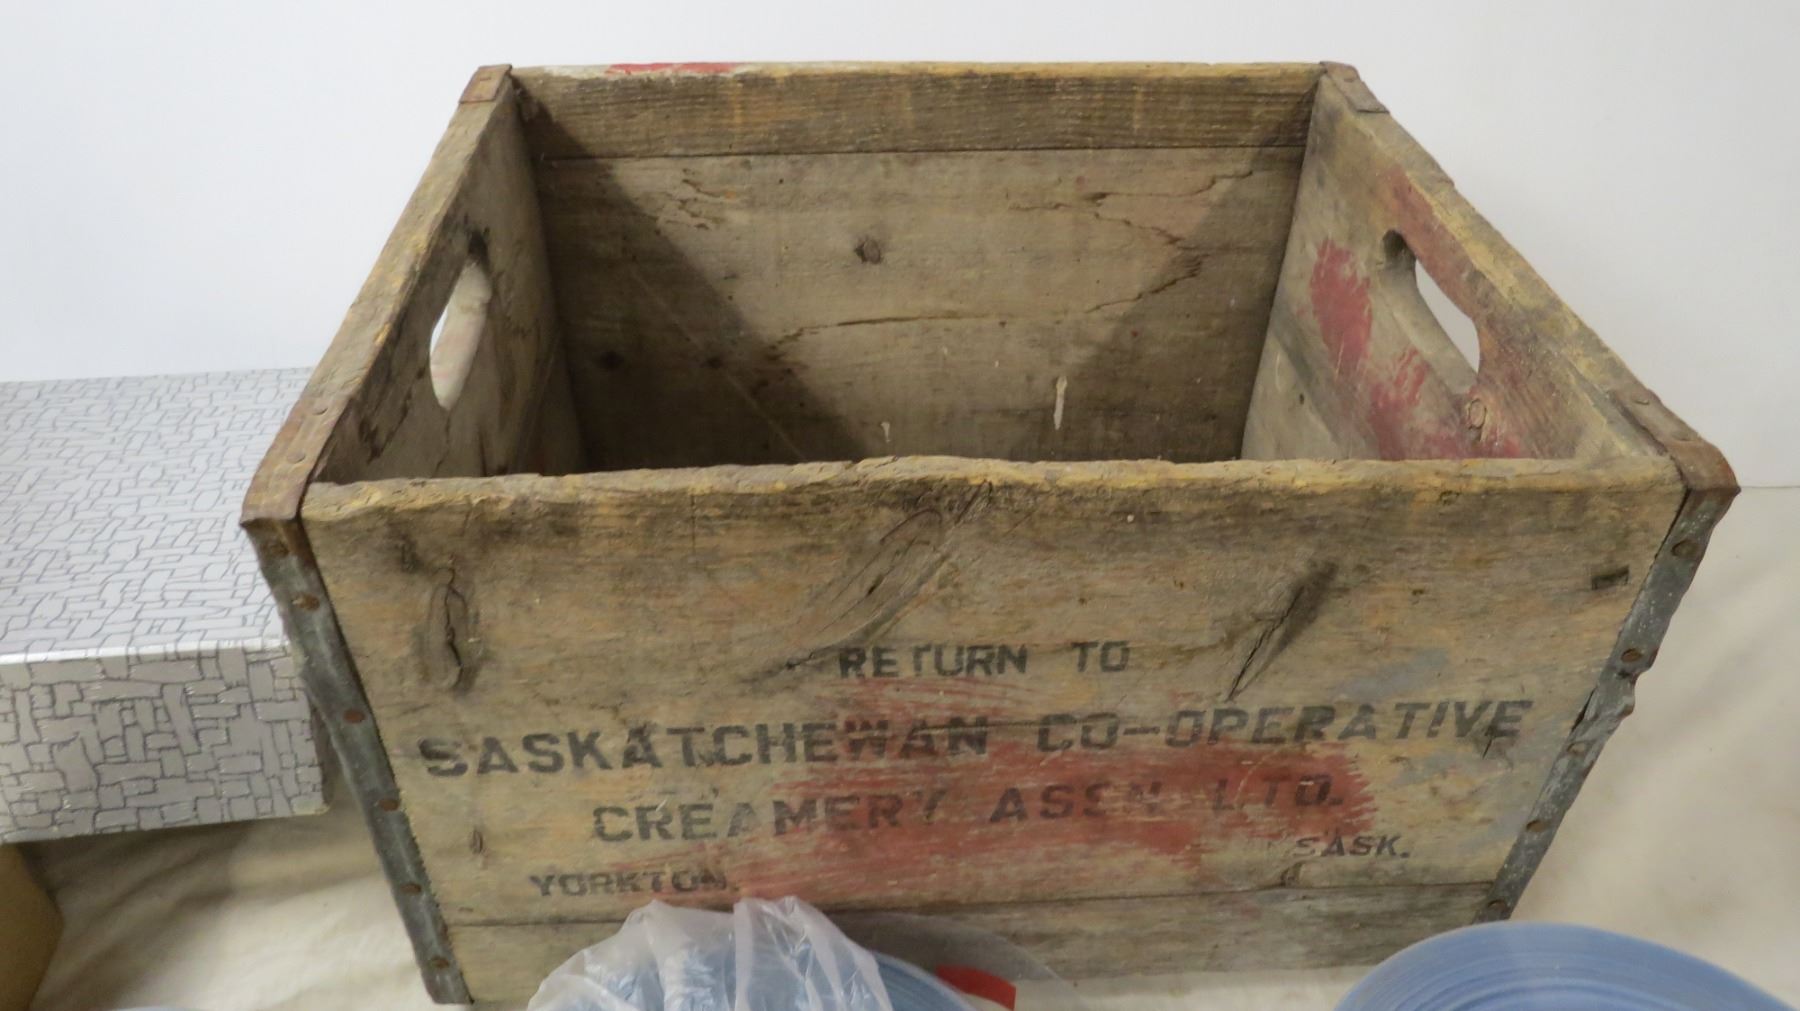 RETURN TO
SASKATCHEWAN CO-OPERATIVE
CREAMERY ASSN LTD.
YORKTON, SASK.